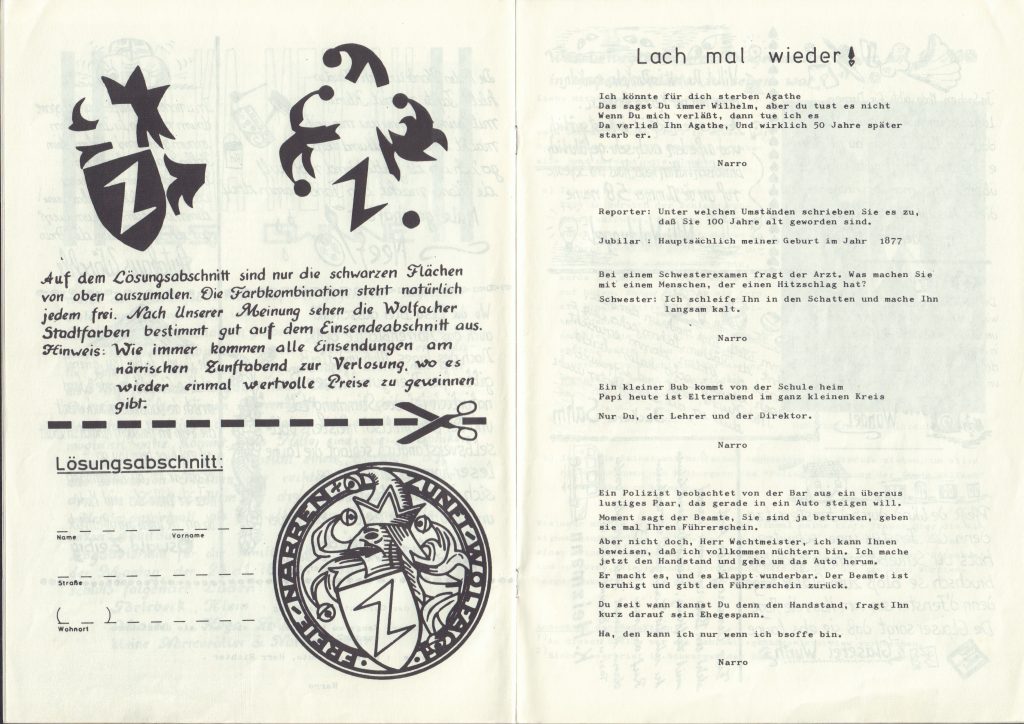 Auf dem Lösungsabschnitt sind nur die schwarzen Flächen
von oben auszumalen. Die Farbkombination steht natürlich
jedem frei. Nach Unserer Meinung sehen die Wolfacher
Stadtfarben bestimmt gut auf dem Einsendeabschnitt aus.
Hinweis: Wie immer kommen alle Einsendungen am
närrischen Zunftabend zur Verlosung, wo es
wieder einmal wertvolle Preise zu gewinnen
gibt.
Lösungsabschnitt:
Name Vorname
Straße
( )
Wohnort
FREIE · NARREN ZUNFT · WOLFACH ·
Lach mal wieder!
Ich könnte für dich sterben Agathe
Das sagst Du immer Wilhelm, aber du tust es nicht
Wenn Du mich verläßt, dann tue ich es
Da verließ Ihn Agathe, Und wirklich 50 Jahre später
starb er.
Narro
Reporter: Unter welchen Umständen schrieben Sie es zu,
daß Sie 100 Jahre alt geworden sind.
Jubilar : Hauptsächlich meiner Geburt im Jahr 1877
Bei einem Schwesterexamen fragt der Arzt. Was machen Sie
mit einem Menschen, der einen Hitzschlag hat?
Schwester: Ich schleife Ihn in den Schatten und mache Ihn
langsam kalt.
Narro
Ein kleiner Bub kommt von der Schule heim
Papi heute ist Elternabend im ganz kleinen Kreis
Nur Du, der Lehrer und der Direktor.
Narro
Ein Polizist beobachtet von der Bar aus ein überaus
lustiges Paar, das gerade in ein Auto steigen will.
Moment sagt der Beamte, Sie sind ja betrunken, geben
sie mal Ihren Führerschein.
Aber nicht doch, Herr Wachtmeister, ich kann Ihnen
beweisen, daß ich vollkommen nüchtern bin. Ich mache
jetzt den Handstand und gehe um das Auto herum.
Er macht es, und es klappt wunderbar. Der Beamte ist
beruhigt und gibt den Führerschein zurück.
Du seit wann kannst Du denn den Handstand, fragt Ihn
kurz darauf sein Ehegespann.
Ha, den kann ich nur wenn ich bsoffe bin.
Narro